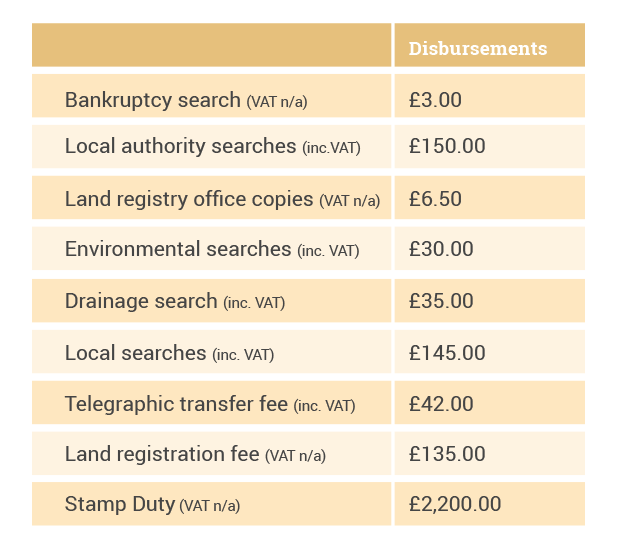 Disbursements
Bankruptcy search (VAT n/a) £3.00
Local authority searches (inc.VAT) £150.00
Land registry office copies (VAT n/a) £6.50
Environmental searches (inc. VAT) £30.00
Drainage search (inc. VAT) £35.00
Local searches (inc. VAT) £145.00
Telegraphic transfer fee (inc. VAT) £42.00
Land registration fee (VAT n/a) £135.00
Stamp Duty (VAT n/a) £2,200.00